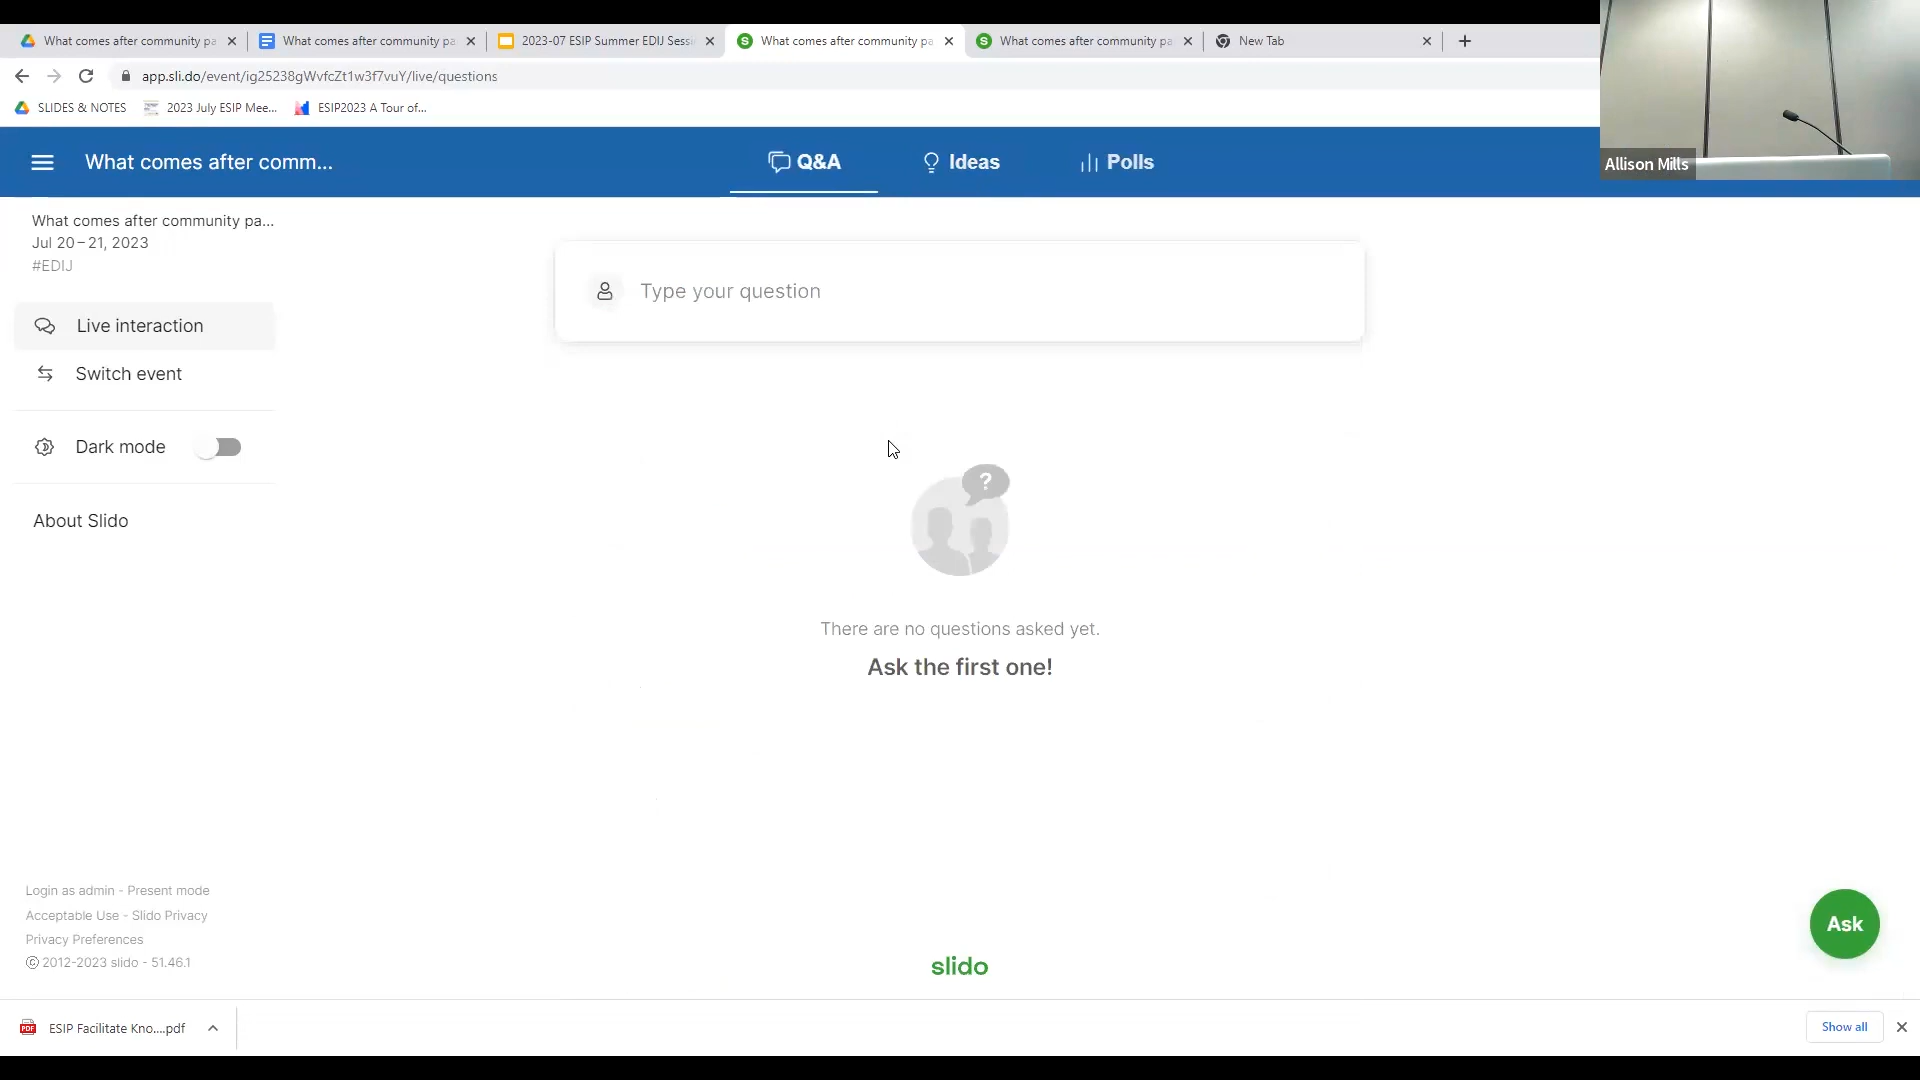 What comes after community pa
What comes after community pa
2023-07 ESIP Summer EDIJ Sessi
What comes after community pa
What comes after community pa
New Tab
app.sli.do/event/ig25238gWvfcZt1w3f7vuY/live/questions
SLIDES & NOTES
2023 July ESIP Mee...
ESIP2023 A Tour of...
Allison Mills
What comes after comm...
Q&A
Ideas
Polls
What comes after community pa...
Jul 20–21, 2023
#EDIJ
Live interaction
Switch event
Dark mode
About Slido
Type your question
?
There are no questions asked yet.
Ask the first one!
Login as admin - Present mode
Acceptable Use - Slido Privacy
Privacy Preferences
© 2012-2023 slido - 51.46.1
slido
Ask
PDF
ESIP Facilitate Kno....pdf
Show all